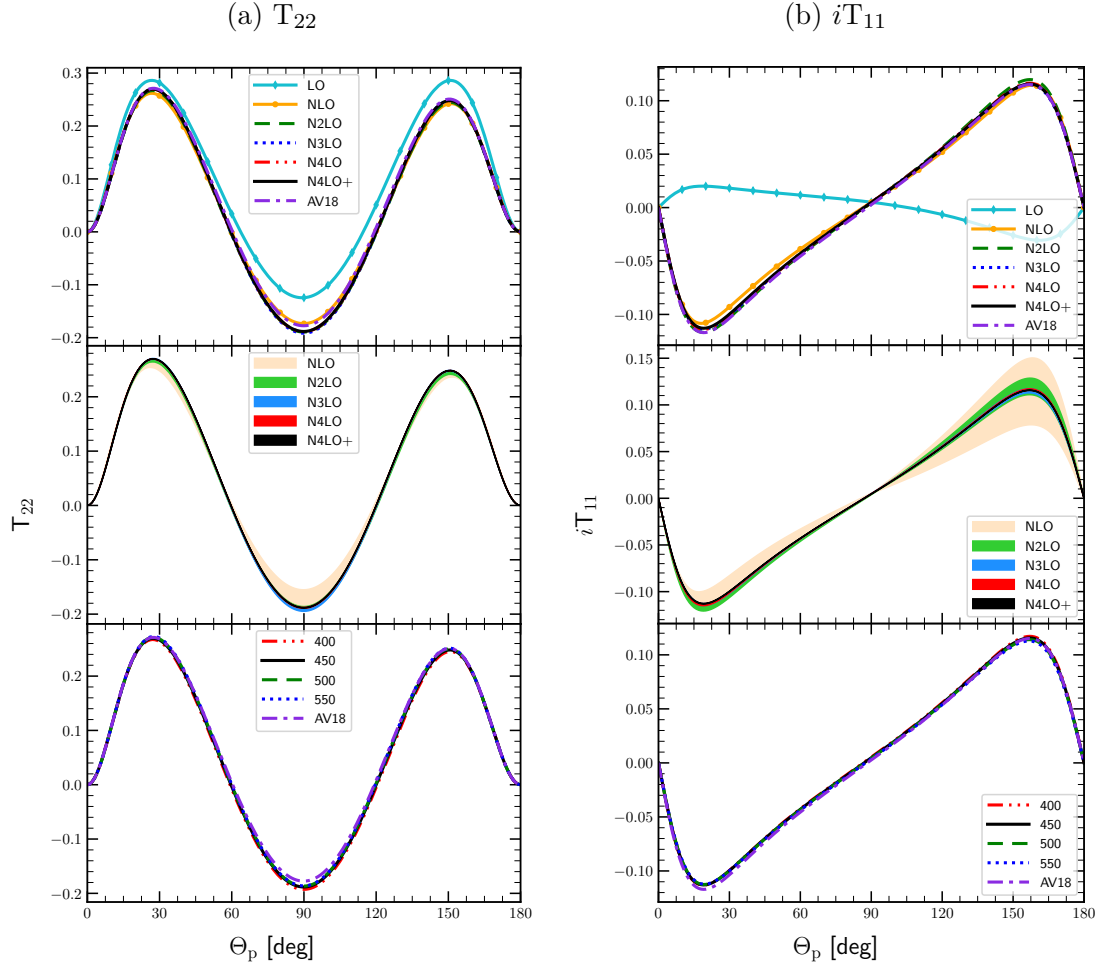 (a) T₂₂
(b) iT₁₁
0.3
0.2
0.1
0.0
−0.1
−0.2
LO
NLO
N2LO
N3LO
N4LO
N4LO+
AV18
0.10
0.05
0.00
−0.05
−0.10
LO
NLO
N2LO
N3LO
N4LO
N4LO+
AV18
T₂₂
0.2
0.1
0.0
−0.1
−0.2
NLO
N2LO
N3LO
N4LO
N4LO+
iT₁₁
0.15
0.10
0.05
0.00
−0.05
−0.10
NLO
N2LO
N3LO
N4LO
N4LO+
0.2
0.1
0.0
−0.1
−0.2
400
450
500
550
AV18
0 30 60 90 120 150 180
Θₚ [deg]
0.10
0.05
0.00
−0.05
−0.10
400
450
500
550
AV18
0 30 60 90 120 150 180
Θₚ [deg]